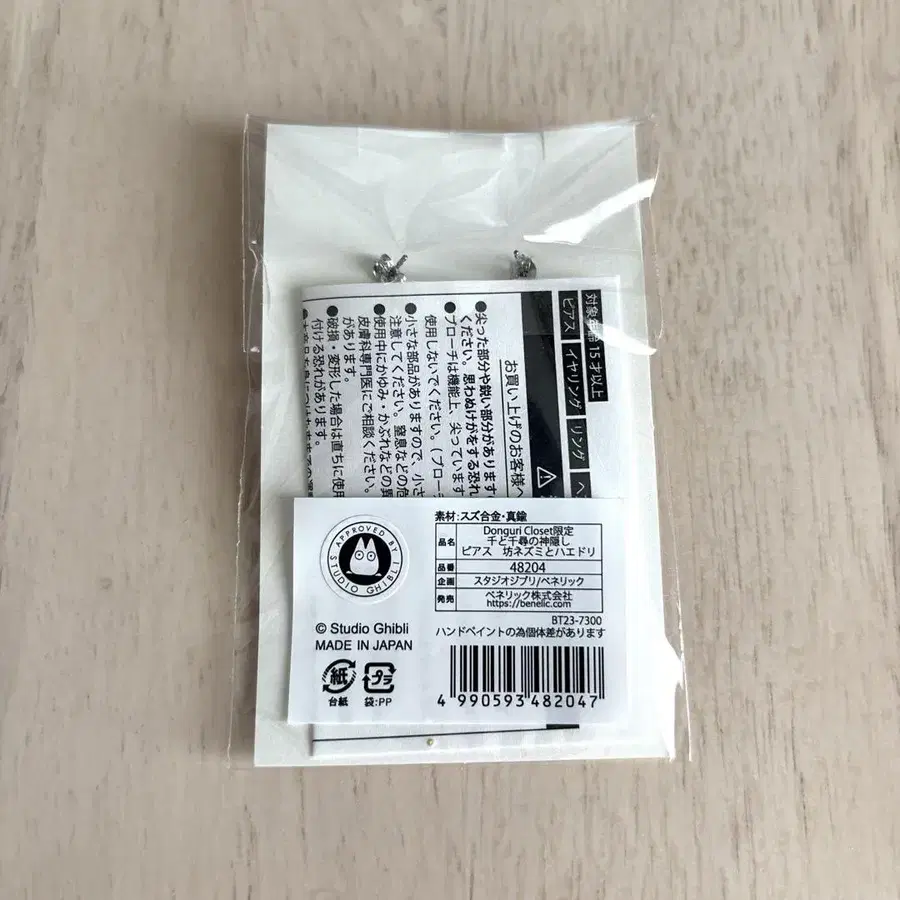 対象年齢 15才以上
ピアス イヤリング リング
お買い上げのお客様へ
●尖った部分や鋭い部分があります
ください。思わぬけがをする恐れ
●ブローチは機能上、尖っています
使用しないでください。（ブローチ
●小さな部品がありますので、小さ
注意してください。窒息などの危
●使用中にかゆみ・かぶれなどの異
皮膚科専門医にご相談ください。
があります。
●破損・変形した場合は直ちに使用
付ける恐れがあります。
APPROVED BY
STUDIO GHIBLI
© Studio Ghibli
MADE IN JAPAN
紙
台紙
プラ
袋:PP
素材:スズ合金・真鍮
品名
Donguri Closet限定
千と千尋の神隠し
ピアス 坊ネズミとハエドリ
品番 48204
企画 スタジオジブリ/ベネリック
発売
ベネリック株式会社
https://benelic.com
BT23-7300
ハンドペイントの為個体差があります
4 990593 482047